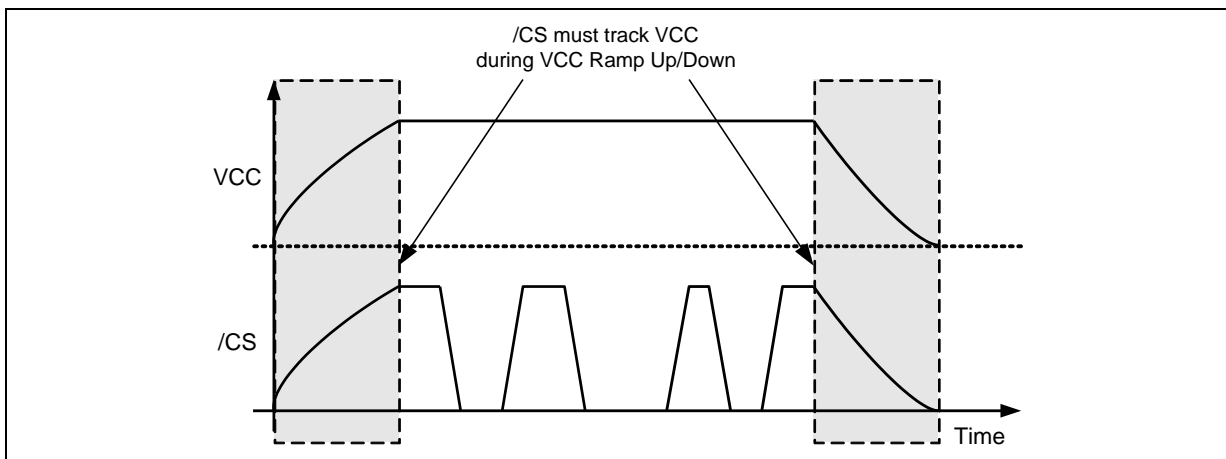 /CS must track VCC
during VCC Ramp Up/Down
VCC
/CS
Time